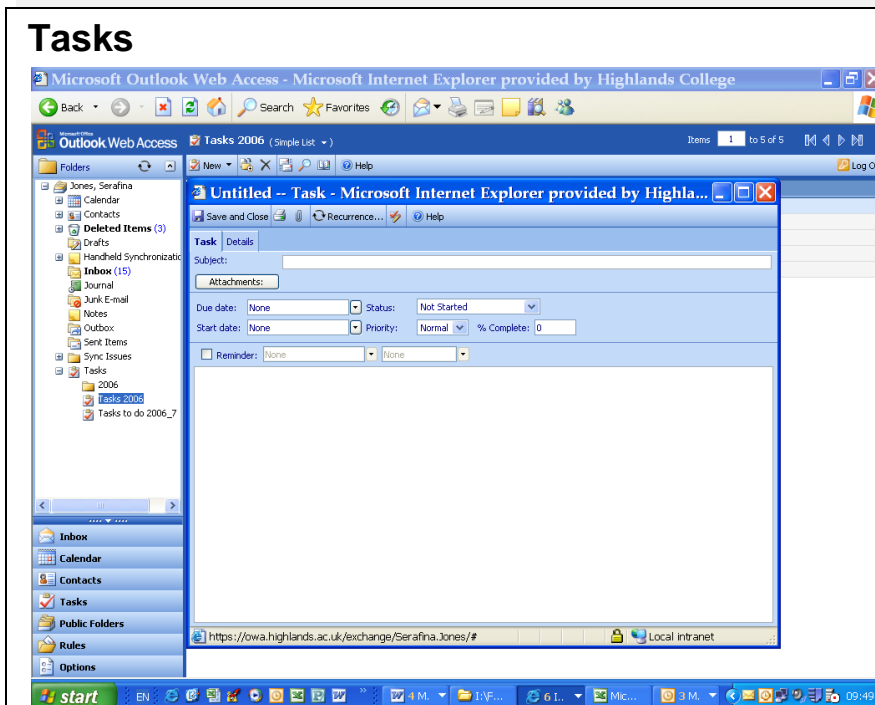 Tasks
Microsoft Outlook Web Access - Microsoft Internet Explorer provided by Highlands College
Back Search Favorites
Microsoft Office
Outlook Web Access Tasks 2006 (Simple List) Items 1 to 5 of 5
Folders New Help Log O
Jones, Serafina
Calendar
Contacts
Deleted Items (3)
Drafts
Handheld Synchronizatic
Inbox (15)
Journal
Junk E-mail
Notes
Outbox
Sent Items
Sync Issues
Tasks
2006
Tasks 2006
Tasks to do 2006_7
Untitled -- Task - Microsoft Internet Explorer provided by Highla...
Save and Close Recurrence... Help
Task Details
Subject:
Attachments:
Due date: None Status: Not Started
Start date: None Priority: Normal % Complete: 0
Reminder: None None
https://owa.highlands.ac.uk/exchange/Serafina.Jones/# Local intranet
Inbox
Calendar
Contacts
Tasks
Public Folders
Rules
Options
start EN » 4 M. I:\F... 6 I.. Mic... 3 M. 09:49